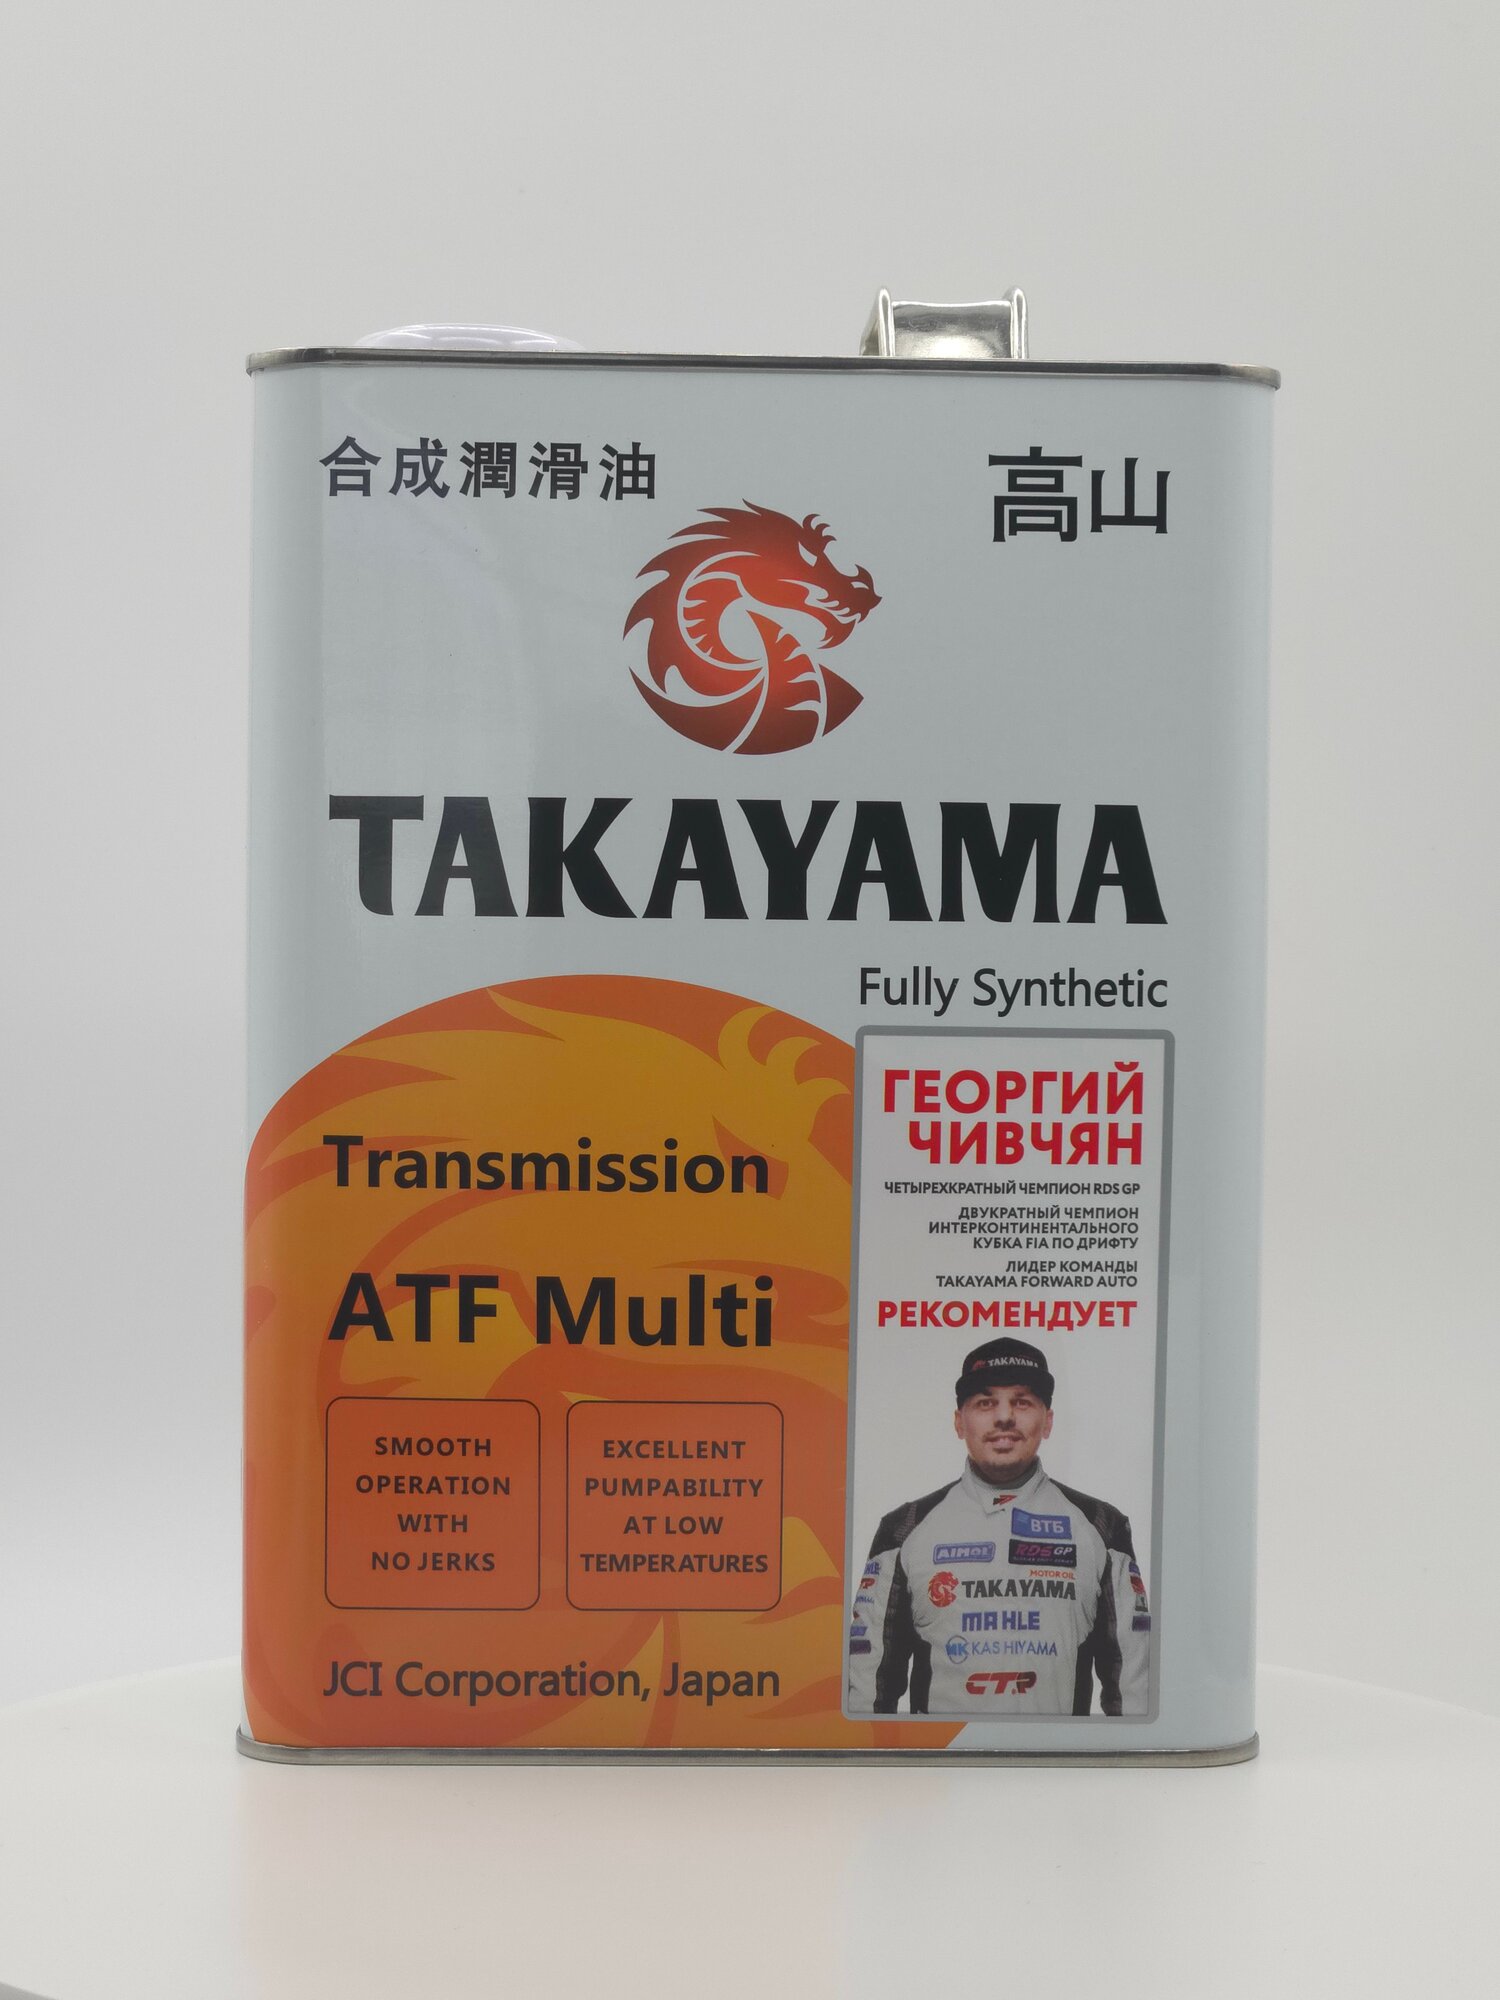 合成潤滑油
高山
TAKAYAMA
Fully Synthetic
Transmission
ATF Multi
SMOOTH
OPERATION
WITH
NO JERKS
EXCELLENT
PUMPABILITY
AT LOW
TEMPERATURES
JCI Corporation, Japan
ГЕОРГИЙ
ЧИВЧЯН
ЧЕТЫРЕХКРАТНЫЙ ЧЕМПИОН RDS GP
ДВУКРАТНЫЙ ЧЕМПИОН
ИНТЕРКОНТИНЕНТАЛЬНОГО
КУБКА FIA ПО ДРИФТУ
ЛИДЕР КОМАНДЫ
TAKAYAMA FORWARD AUTO
РЕКОМЕНДУЕТ
TAKAYAMA
ВТБ
AIMOL
RDS GP
MOTOR OIL
TAKAYAMA
MAHLE
KASHIYAMA
CTR